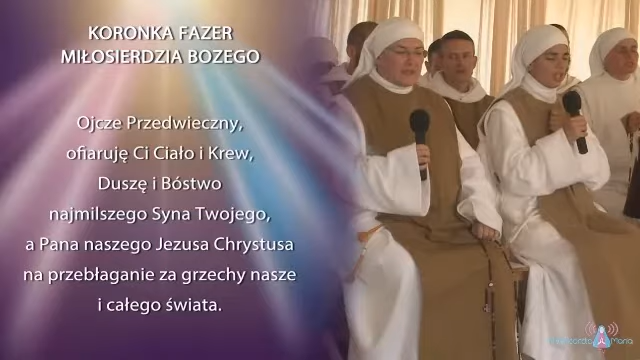 KORONKA FAZER
MIŁOSIERDZIA BOZEGO
Ojcze Przedwieczny,
ofiaruję Ci Ciało i Krew,
Duszę i Bóstwo
najmilszego Syna Twojego,
a Pana naszego Jezusa Chrystusa
na przebłaganie za grzechy nasze
i całego świata.
Maria